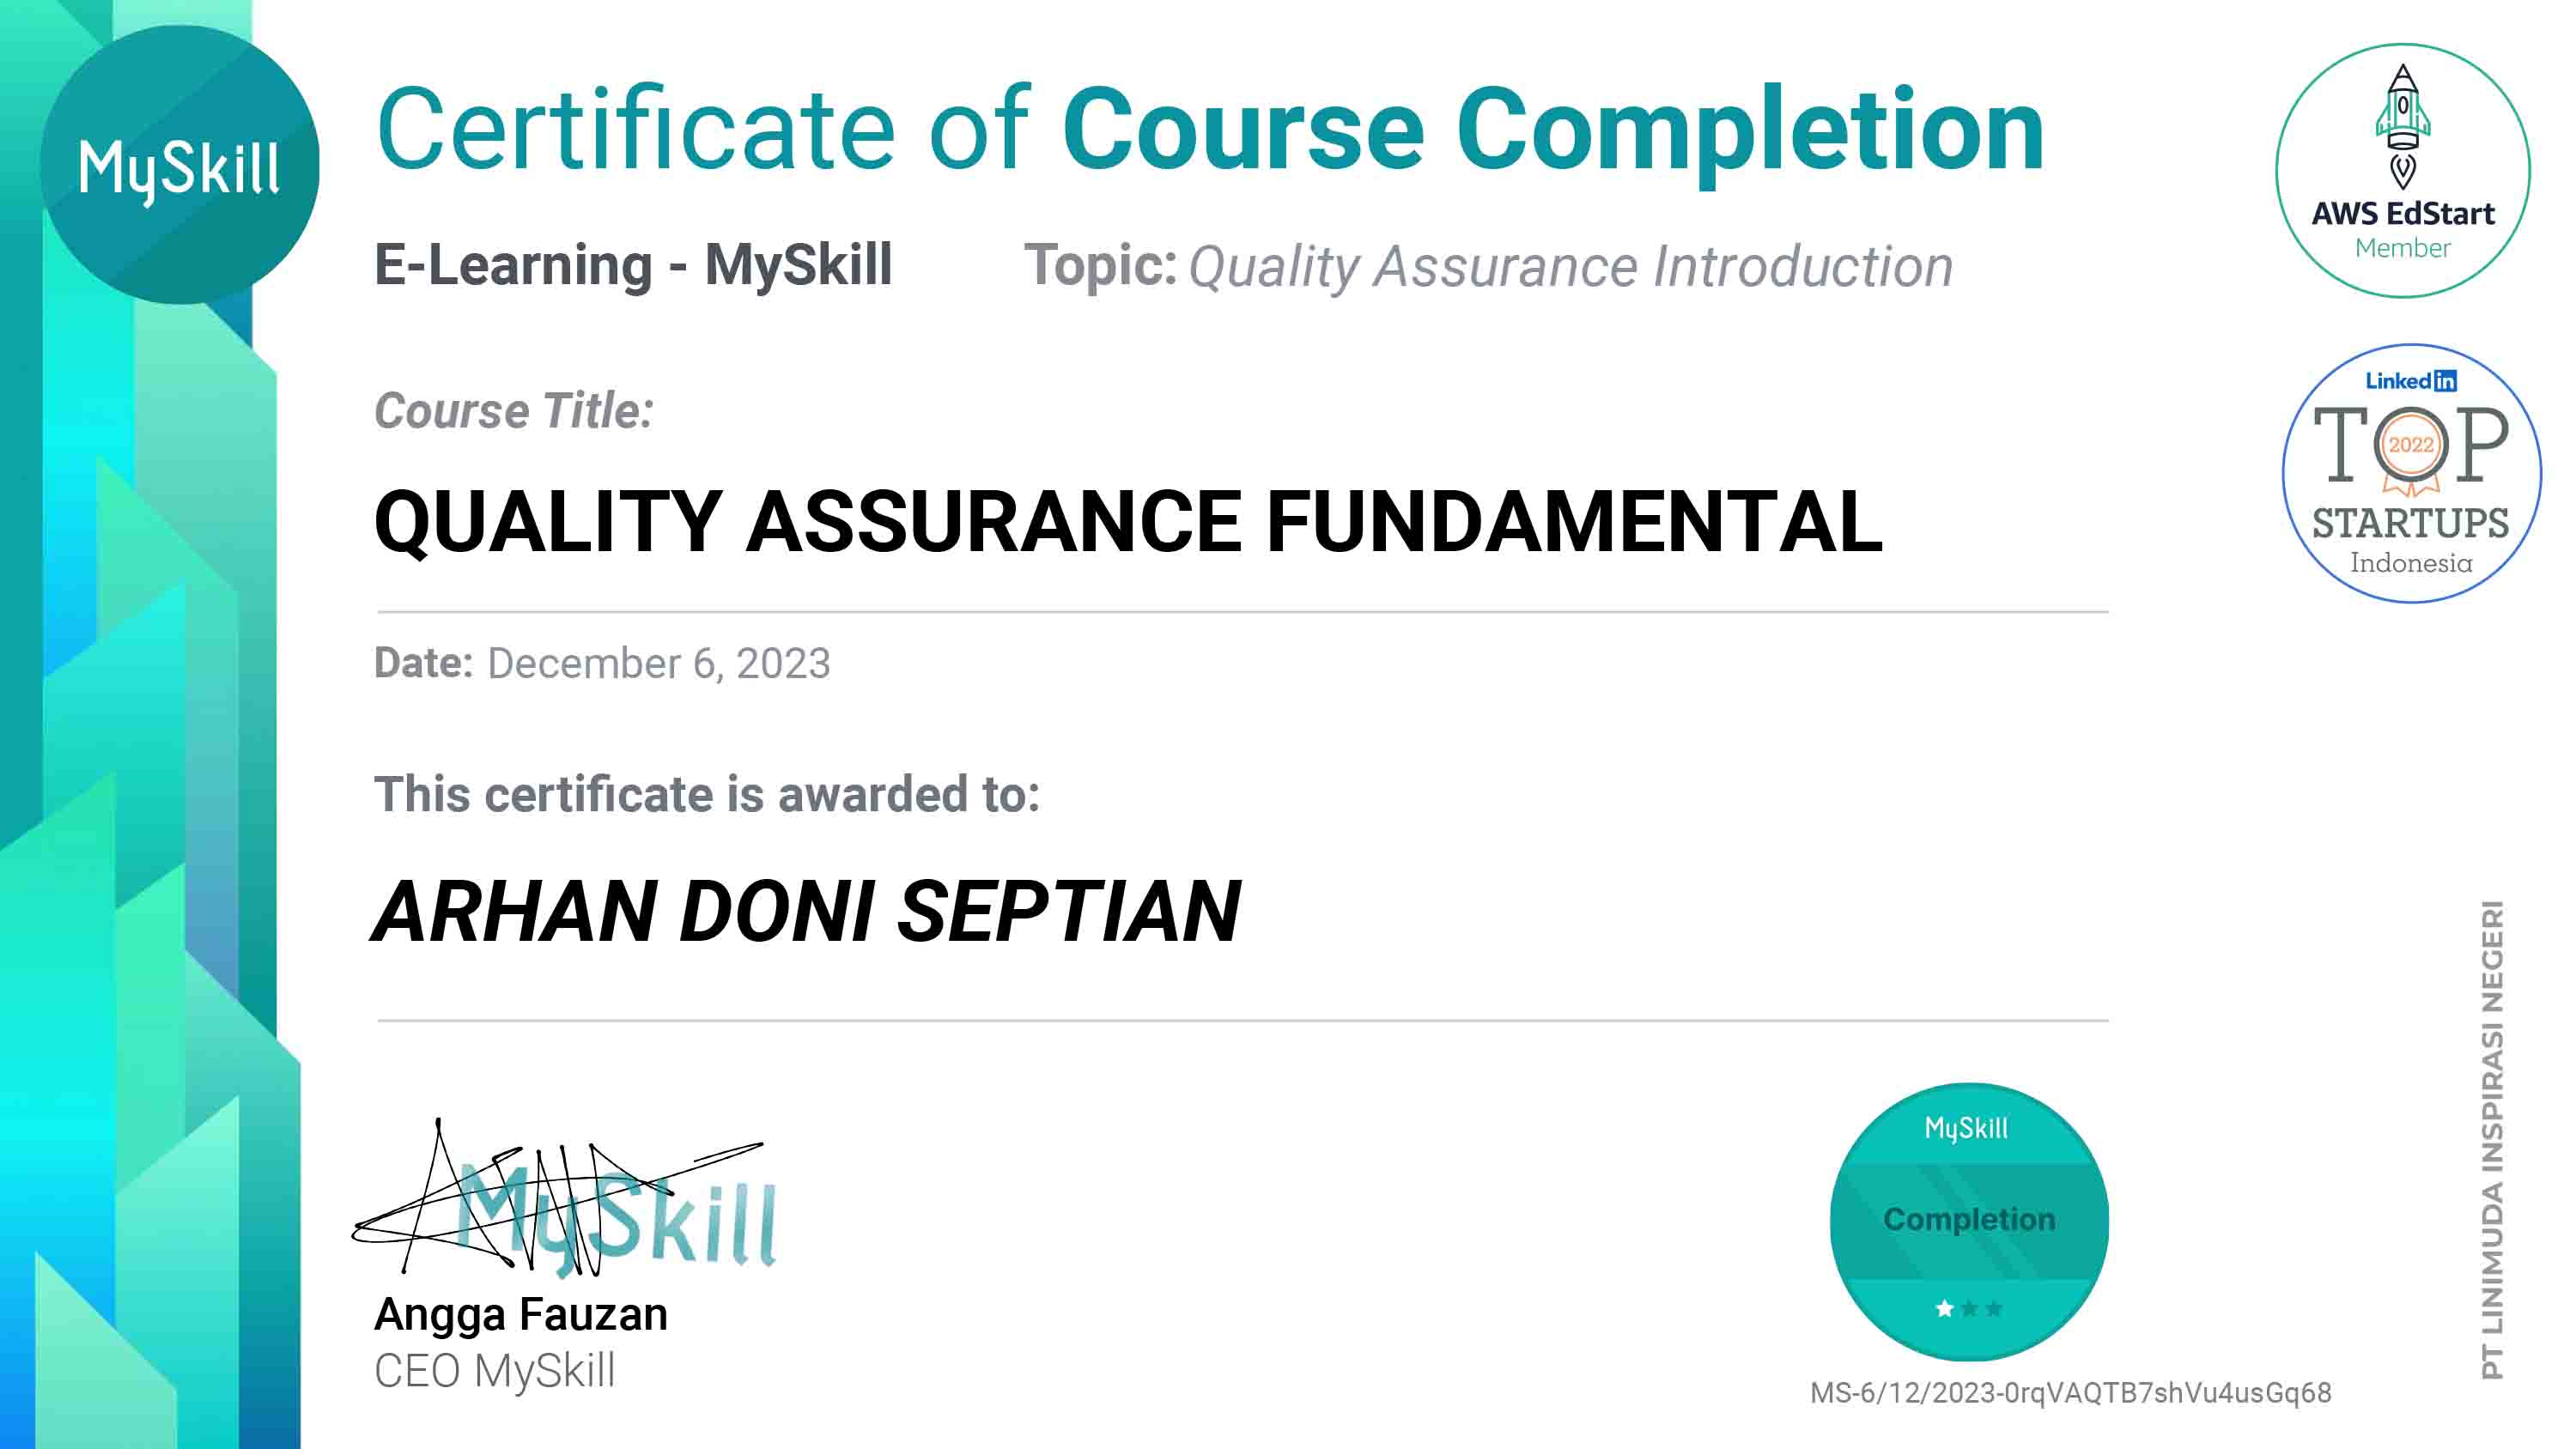 MySkill
Certificate of Course Completion
E-Learning - MySkill
Topic: Quality Assurance Introduction
AWS EdStart
Member
Linked in
TOP
2022
STARTUPS
Indonesia
Course Title:
QUALITY ASSURANCE FUNDAMENTAL
Date: December 6, 2023
This certificate is awarded to:
ARHAN DONI SEPTIAN
MySkill
Angga Fauzan
CEO MySkill
MySkill
Completion
MS-6/12/2023-0rqVAQTB7shVu4usGq68
PT LINIMUDA INSPIRASI NEGERI